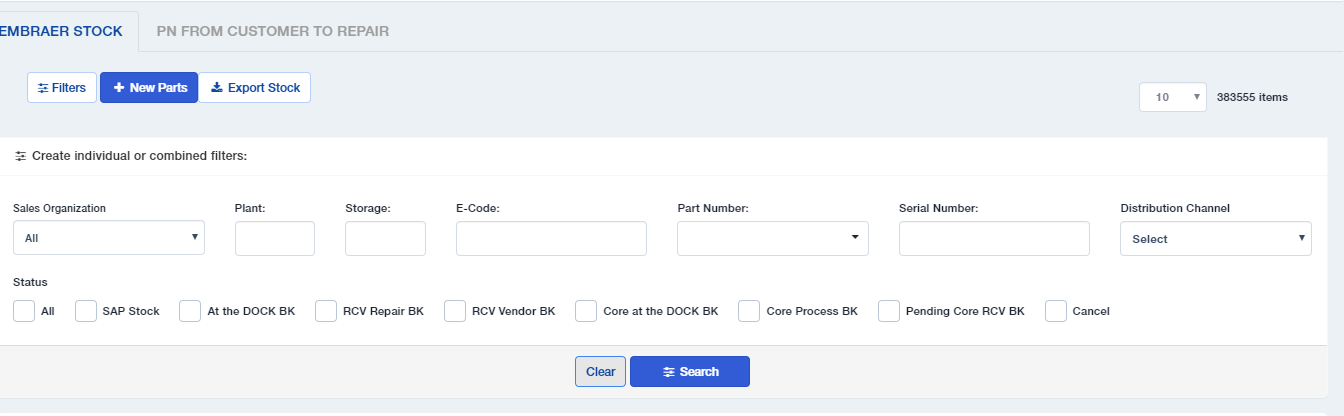 EMBRAER STOCK PN FROM CUSTOMER TO REPAIR
Filters New Parts Export Stock
10 383555 items
Create individual or combined filters:
Sales Organization Plant: Storage: E-Code: Part Number: Serial Number: Distribution Channel
All Select
Status
All SAP Stock At the DOCK BK RCV Repair BK RCV Vendor BK Core at the DOCK BK Core Process BK Pending Core RCV BK Cancel
Clear Search